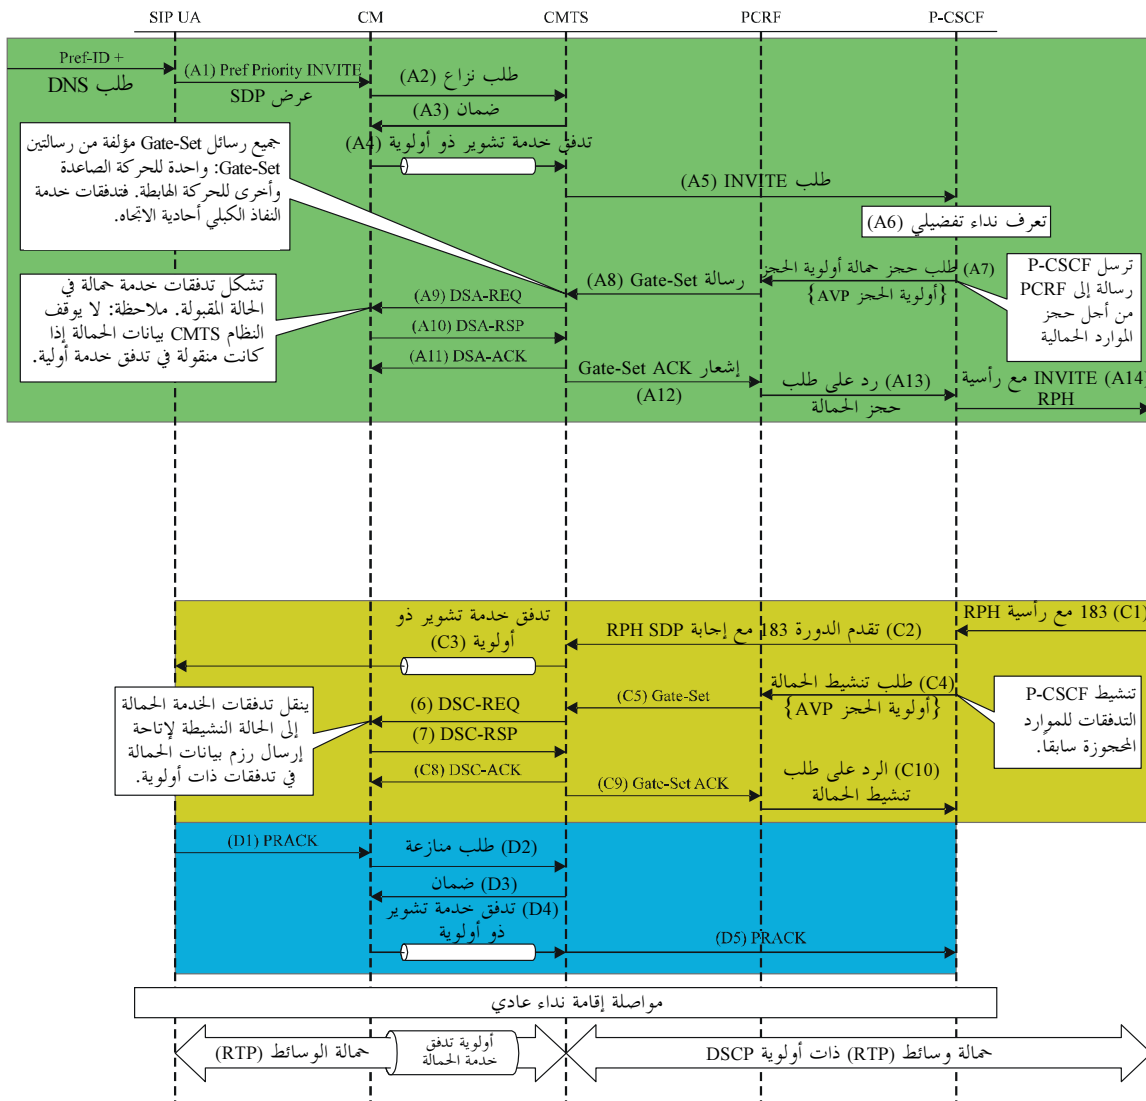 SIP UA
CM
CMTS
PCRF
P-CSCF
Pref-ID +
طلب DNS
(A1) Pref Priority INVITE
عرض SDP
(A2) طلب نزاع
(A3) ضمان
(A4) تدفق خدمة تشوير ذو أولوية
جميع رسائل Gate-Set مؤلفة من رسالتين
Gate-Set: واحدة للحركة الصاعدة
وأخرى للحركة الهابطة. فتدفقات خدمة
النفاذ الكبلي أحادية الاتجاه.
(A5) INVITE طلب
(A6) تعرف نداء تفضيلي
(A7) طلب حجز حمالة أولوية الحجز
{أولوية الحجز AVP}
ترسل P-CSCF
رسالة إلى PCRF
من أجل حجز
الموارد الحمالية
(A8) Gate-Set رسالة
(A9) DSA-REQ
تشكل تدفقات خدمة حمالة في
الحالة المقبولة. ملاحظة: لا يوقف
النظام CMTS بيانات الحمالة إذا
كانت منقولة في تدفق خدمة أولية.
(A10) DSA-RSP
(A11) DSA-ACK
إشعار Gate-Set ACK
(A12)
(A13) رد على طلب
حجز الحمالة
(A14) INVITE مع رأسية
RPH
(C1) 183 مع رأسية RPH
(C2) تقدم الدورة 183 مع إجابة RPH SDP
تدفق خدمة تشوير ذو
أولوية (C3)
(C4) طلب تنشيط الحمالة
{أولوية الحجز AVP}
تنشيط P-CSCF
التدفقات للموارد
المحجوزة سابقاً.
(C5) Gate-Set
(6) DSC-REQ
ينقل تدفقات الخدمة الحمالة
إلى الحالة النشيطة لإتاحة
إرسال رزم بيانات الحمالة
في تدفقات ذات أولوية.
(7) DSC-RSP
(C8) DSC-ACK
(C9) Gate-Set ACK
(C10) الرد على طلب
تنشيط الحمالة
(D1) PRACK
(D2) طلب منازعة
(D3) ضمان
(D4) تدفق خدمة تشوير
ذو أولوية
(D5) PRACK
مواصلة إقامة نداء عادي
حمالة الوسائط (RTP)
أولوية تدفق
خدمة الحمالة
حمالة وسائط (RTP) ذات أولوية DSCP